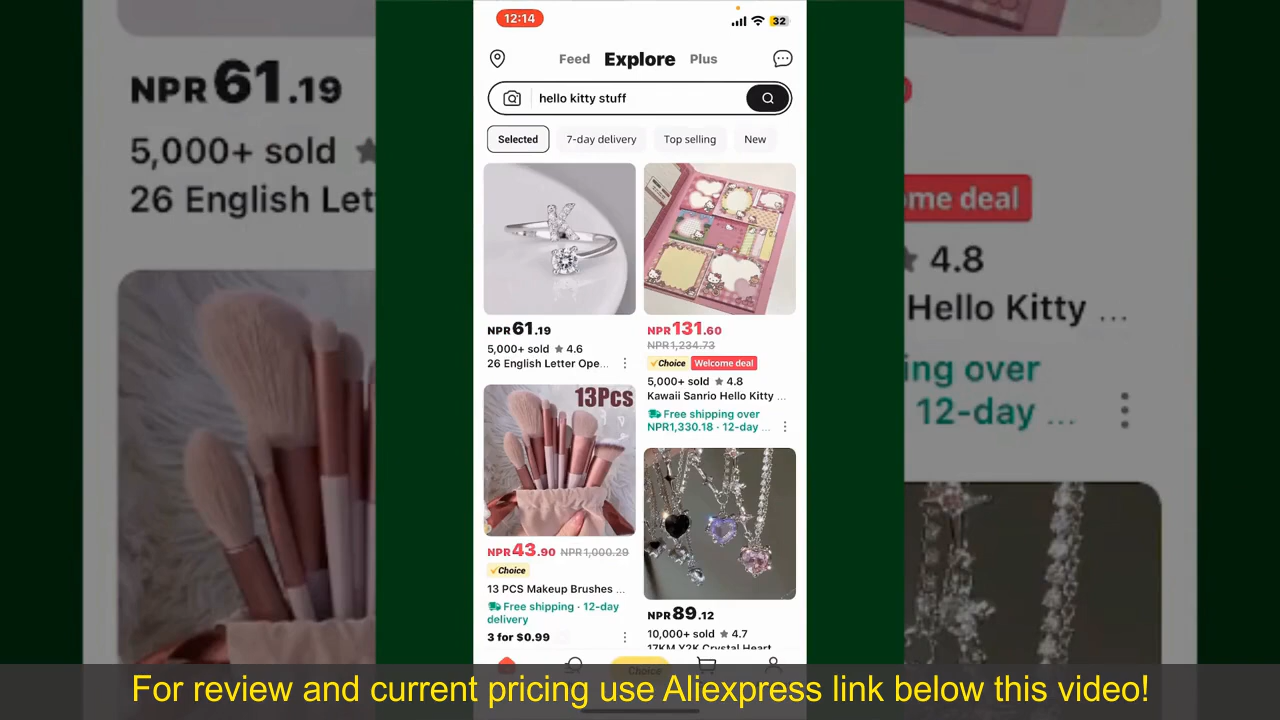 12:14
32
Feed Explore Plus
hello kitty stuff
Selected 7-day delivery Top selling New
NPR61.19
5,000+ sold ★ 4.6
26 English Letter Ope...
NPR131.60
NPR1,234.73
✓Choice Welcome deal
5,000+ sold ★ 4.8
Kawaii Sanrio Hello Kitty ...
Free shipping over
NPR1,330.18 · 12-day ...
13Pcs
NPR43.90 NPR1,000.29
✓Choice
13 PCS Makeup Brushes ...
Free shipping · 12-day
delivery
3 for $0.99
NPR89.12
10,000+ sold ★ 4.7
17KM Y2K Crystal Heart
Choice
NPR61.19
5,000+ sold ★
26 English Let
me deal
★ 4.8
Hello Kitty ...
ing over
12-day ...
For review and current pricing use Aliexpress link below this video!